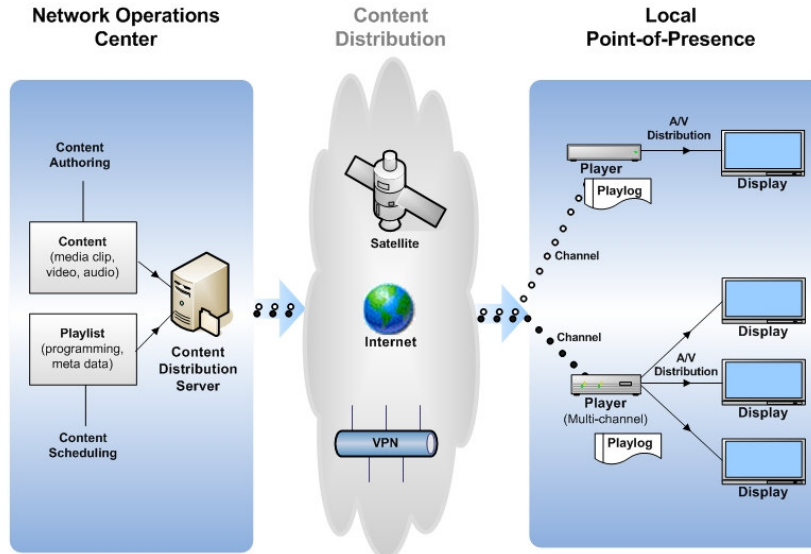 Network Operations
Center
Content
Distribution
Local
Point-of-Presence
Content
Authoring
Content
(media clip,
video, audio)
Playlist
(programming,
meta data)
Content
Scheduling
Content
Distribution
Server
Satellite
Internet
VPN
A/V
Distribution
Player
Playlog
Display
Channel
Channel
Display
A/V
Distribution
Player
(Multi-channel)
Playlog
Display
Display